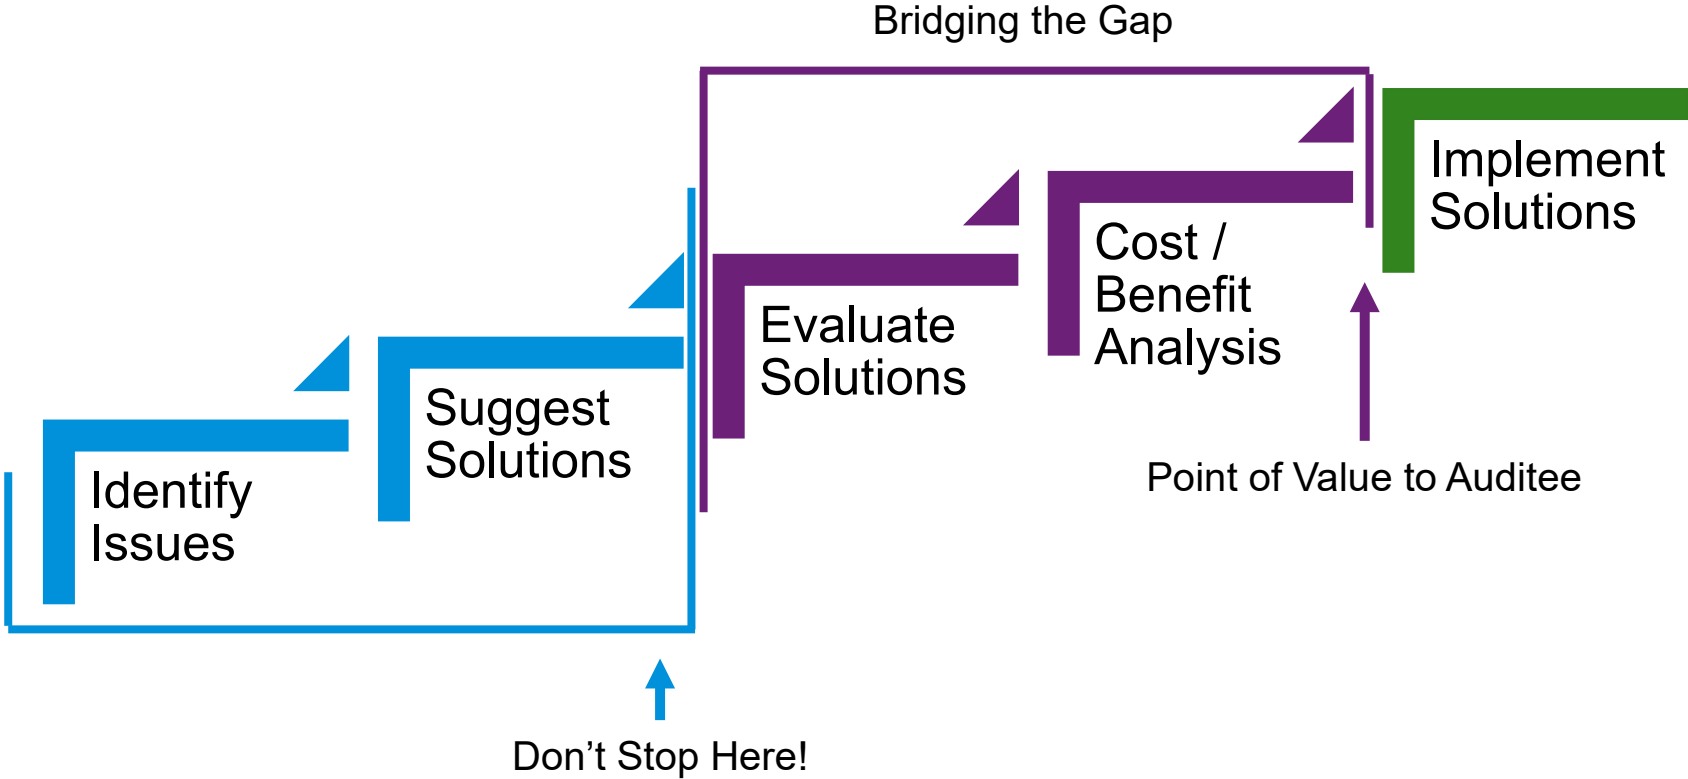 Bridging the Gap
Implement
Solutions
Cost /
Benefit
Analysis
Evaluate
Solutions
Suggest
Solutions
Identify
Issues
Point of Value to Auditee
Don’t Stop Here!